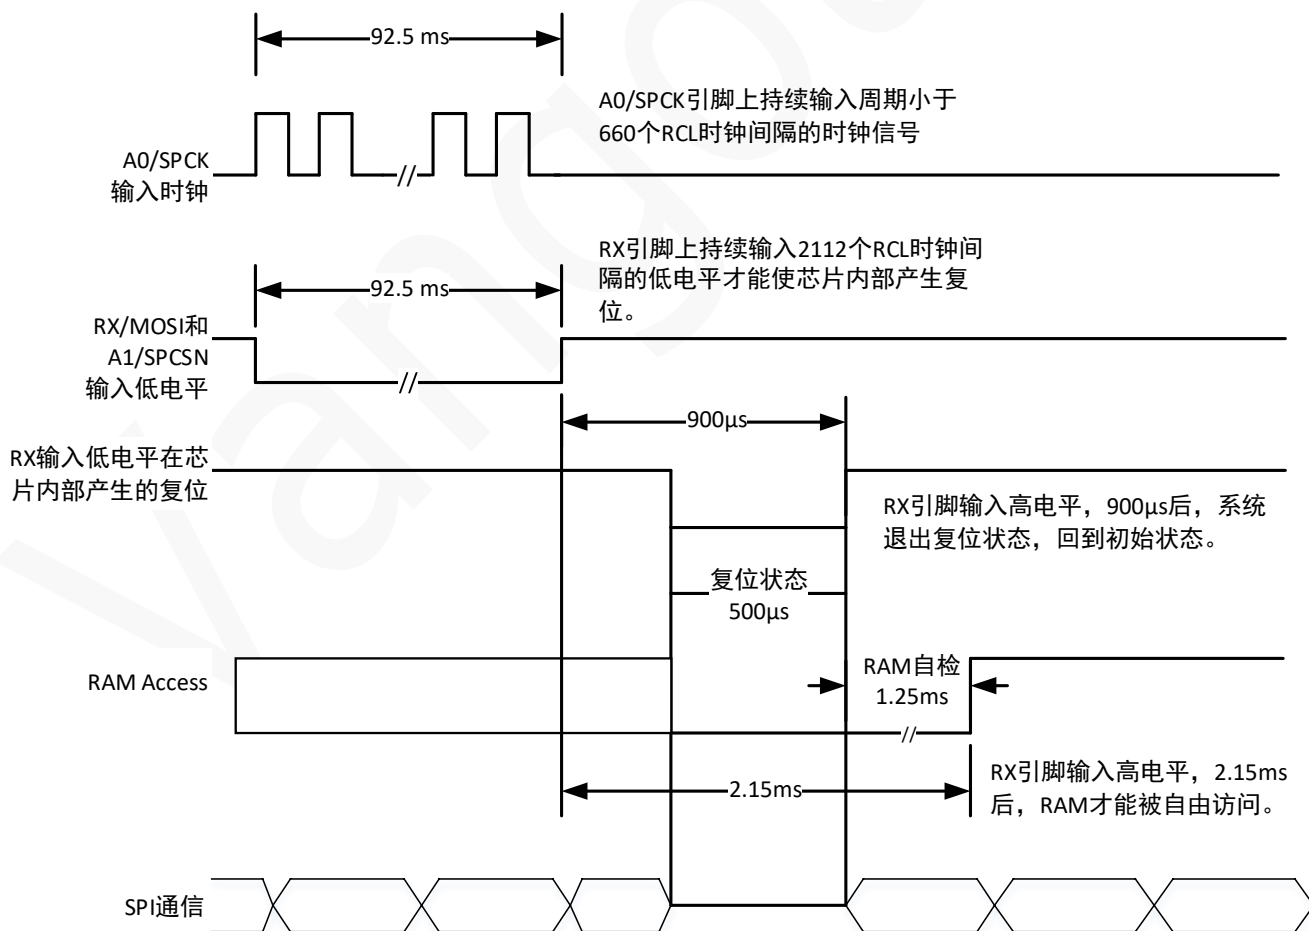 92.5 ms
A0/SPCK引脚上持续输入周期小于
660个RCL时钟间隔的时钟信号
A0/SPCK
输入时钟
//
RX引脚上持续输入2112个RCL时钟间
隔的低电平才能使芯片内部产生复
位。
92.5 ms
RX/MOSI和
A1/SPCSN
输入低电平
//
900μs
RX输入低电平在芯
片内部产生的复位
RX引脚输入高电平，900μs后，系统
退出复位状态，回到初始状态。
复位状态
500μs
RAM Access
RAM自检
1.25ms
//
RX引脚输入高电平，2.15ms
后，RAM才能被自由访问。
2.15ms
SPI通信